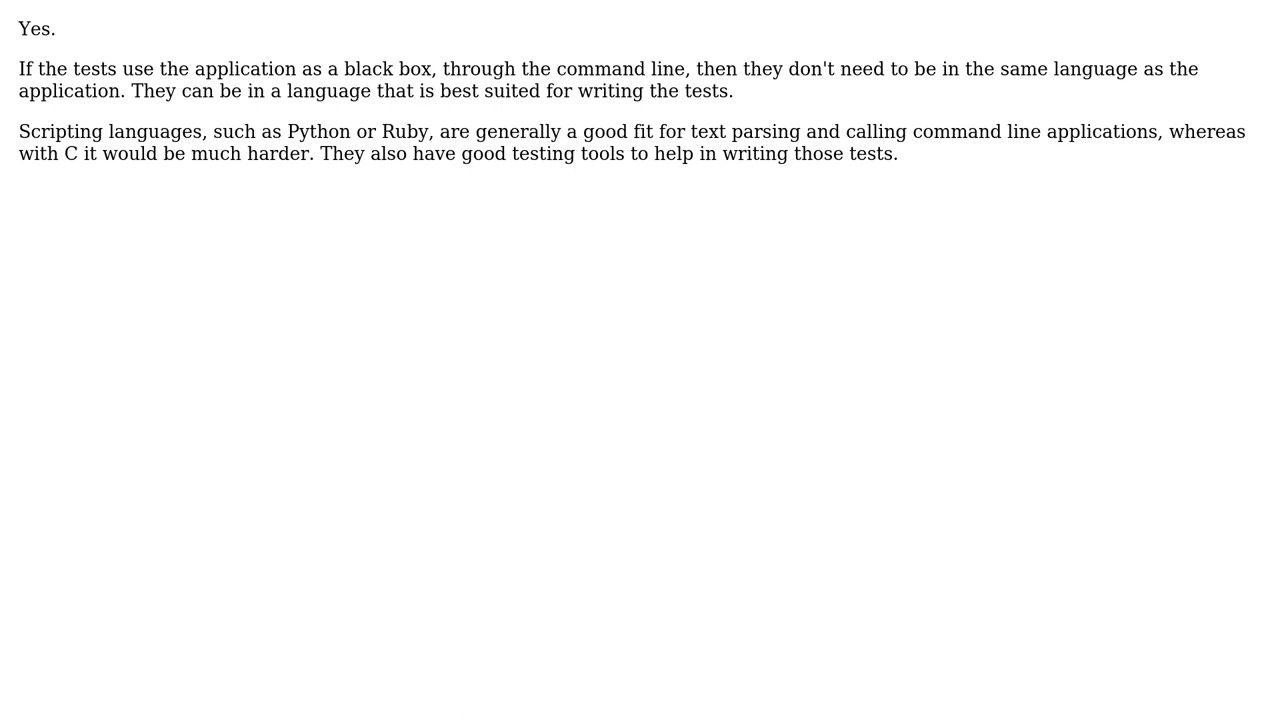 Yes.
If the tests use the application as a black box, through the command line, then they don't need to be in the same language as the
application. They can be in a language that is best suited for writing the tests.
Scripting languages, such as Python or Ruby, are generally a good fit for text parsing and calling command line applications, whereas
with C it would be much harder. They also have good testing tools to help in writing those tests.